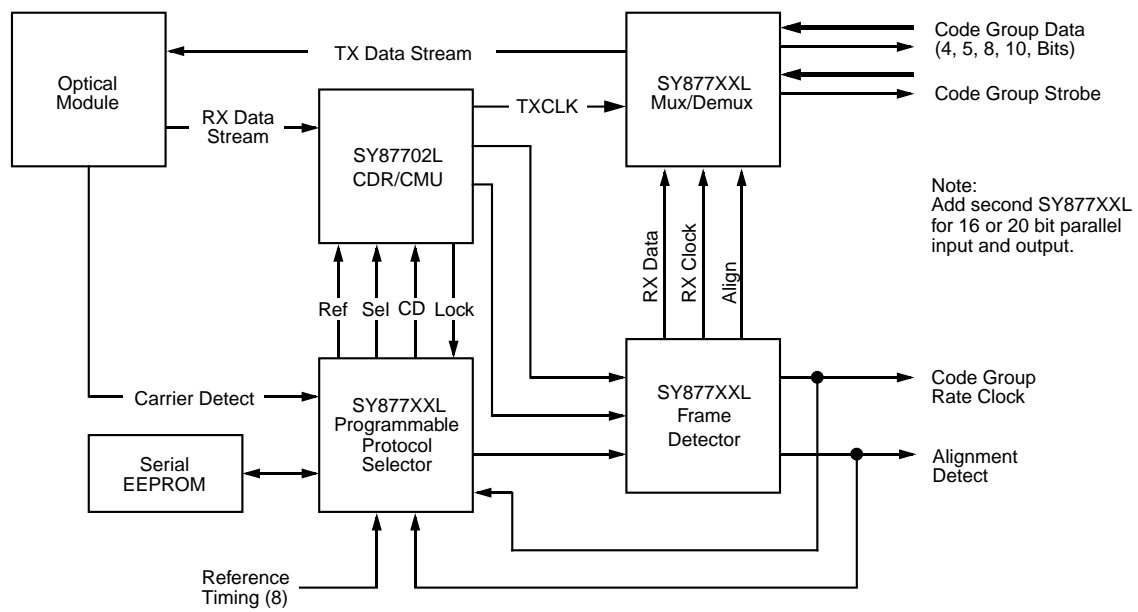 Optical
Module
TX Data Stream
SY877XXL
Mux/Demux
Code Group Data
(4, 5, 8, 10, Bits)
Code Group Strobe
RX Data
Stream
SY87702L
CDR/CMU
TXCLK
Note:
Add second SY877XXL
for 16 or 20 bit parallel
input and output.
RX Data
RX Clock
Align
Ref
Sel
CD
Lock
Carrier Detect
SY877XXL
Programmable
Protocol
Selector
SY877XXL
Frame
Detector
Code Group
Rate Clock
Alignment
Detect
Serial
EEPROM
Reference
Timing (8)